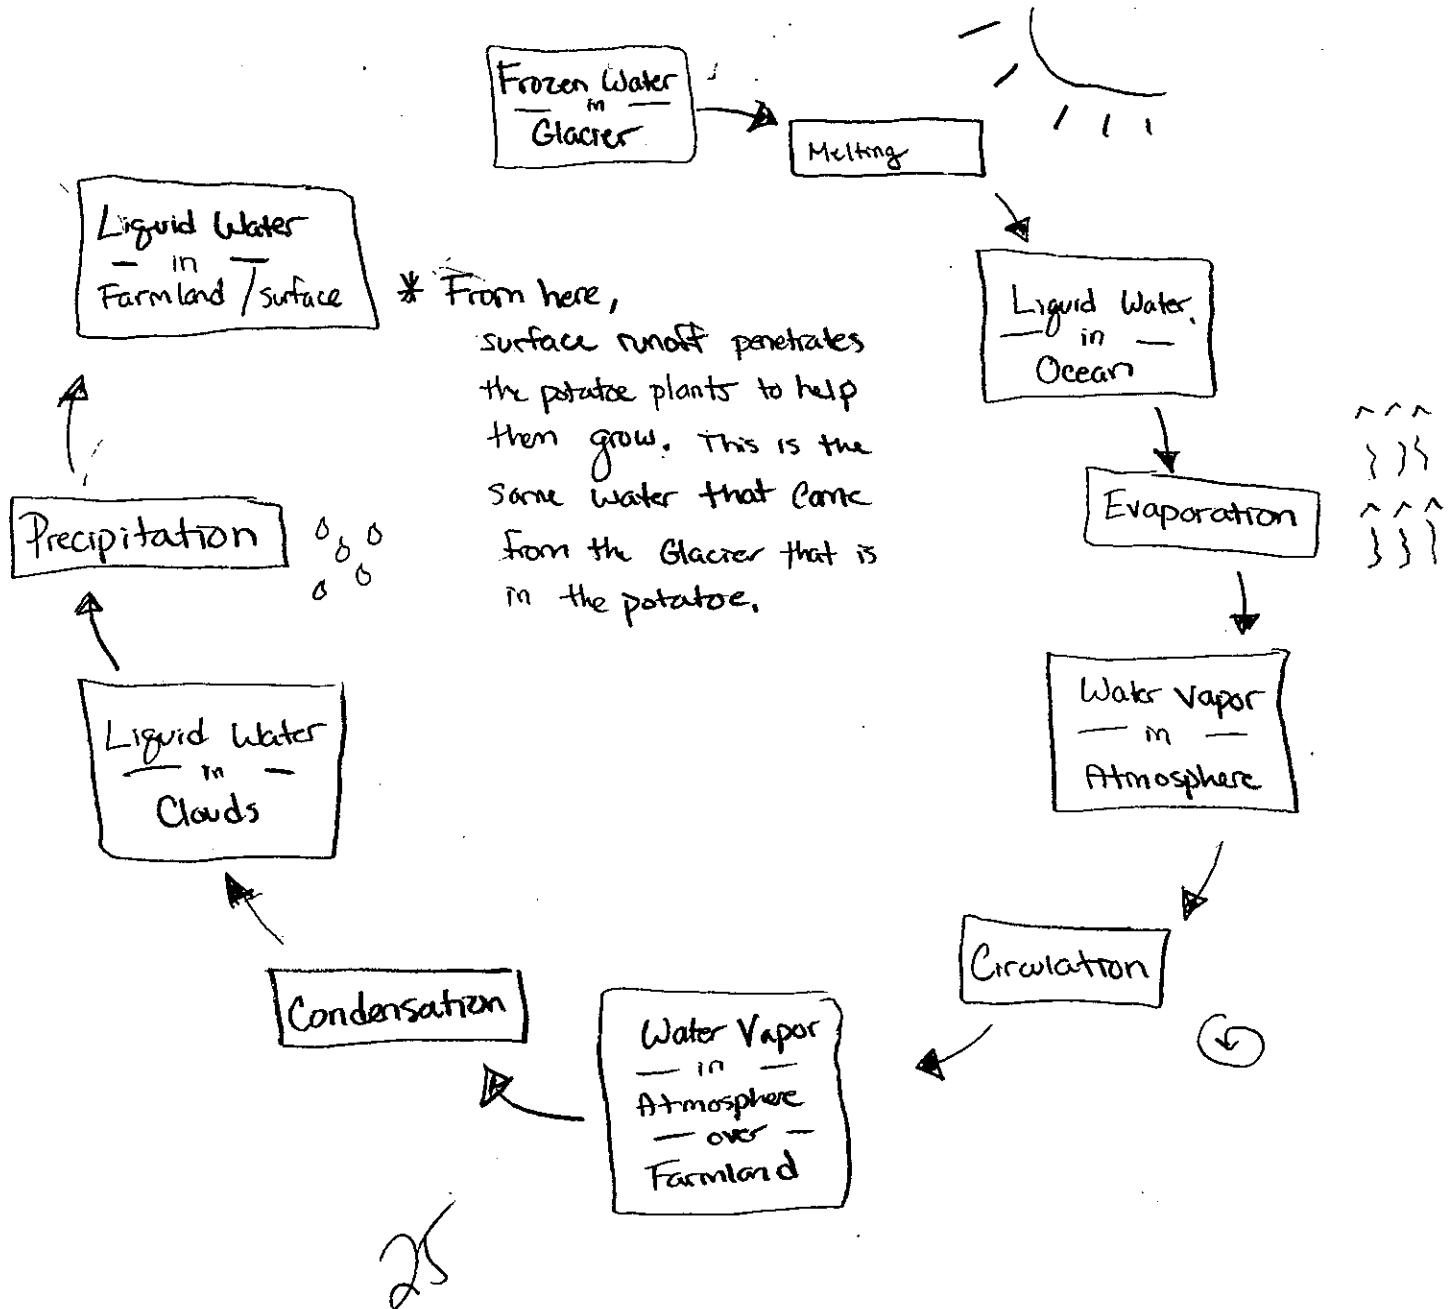 Frozen Water
in
Glacier
Melting
Liquid Water
in
Ocean
Evaporation
Water Vapor
in
Atmosphere
Circulation
Water Vapor
in
Atmosphere
over
Farmland
Condensation
Liquid Water
in
Clouds
Precipitation
Liquid Water
in
Farmland / surface
* From here,
surface runoff penetrates
the potatoe plants to help
them grow. This is the
same water that came
from the Glacier that is
in the potatoe.
25